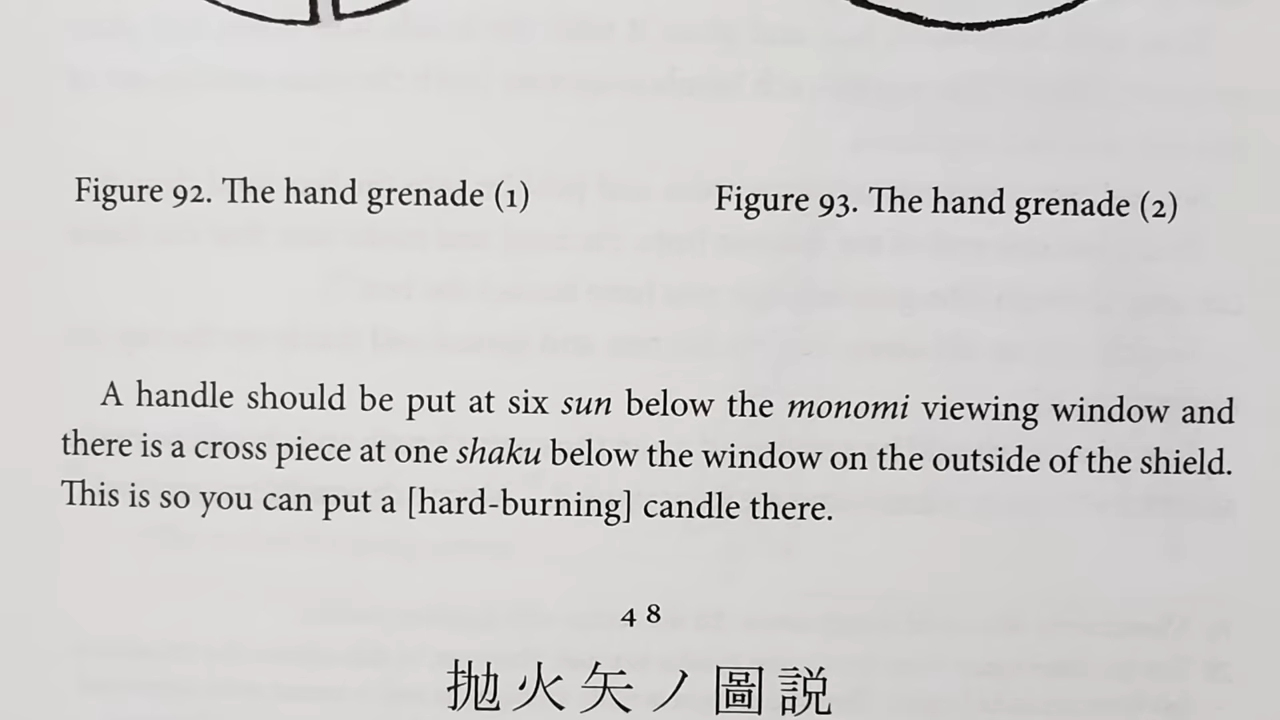 Figure 92. The hand grenade (1)
Figure 93. The hand grenade (2)
A handle should be put at six sun below the monomi viewing window and
there is a cross piece at one shaku below the window on the outside of the shield.
This is so you can put a [hard-burning] candle there.
48
抛火矢ノ圖説